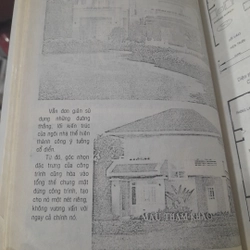 Vẫn đơn giản sử
dụng những đường
thẳng, lối kiến trúc
của ngôi nhà thể hiện
thành công ý tưởng
cổ điển.
Từ đó, góc nhọn
đặc trưng của công
trình cũng hòa vào
tổng thể chung mặt
đứng công trình, tạo cho
nó một nét riêng,
không vướng vấn với
ngay cả chính nó.
MẪU THAM KHẢO